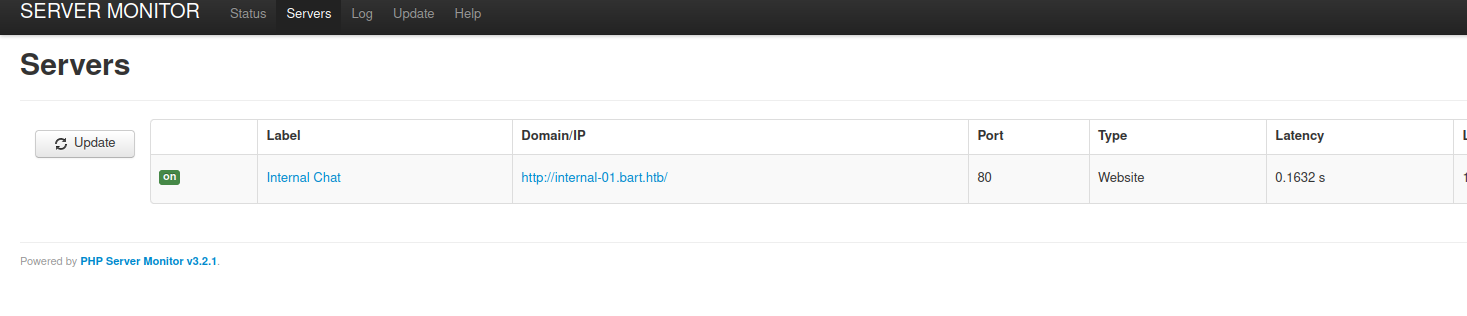 SERVER MONITOR Status Servers Log Update Help
Servers
Update
Label Domain/IP Port Type Latency
on Internal Chat http://internal-01.bart.htb/ 80 Website 0.1632 s
Powered by PHP Server Monitor v3.2.1.